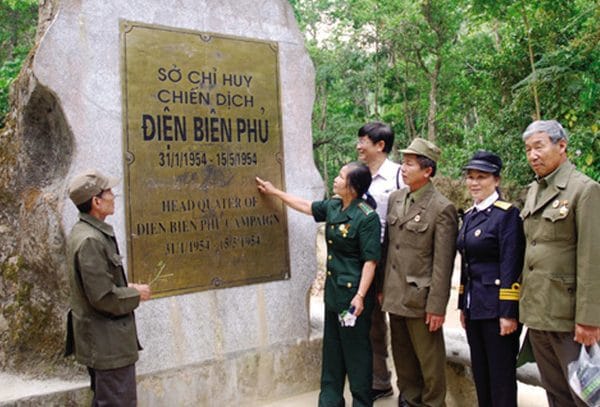 SỞ CHỈ HUY
CHIẾN DỊCH
ĐIỆN BIÊN PHỦ
31/1/1954 - 15/5/1954
HEAD QUATER OF
DIEN BIEN PHU CAMPAIGN
31/1/1954 - 15/5/1954